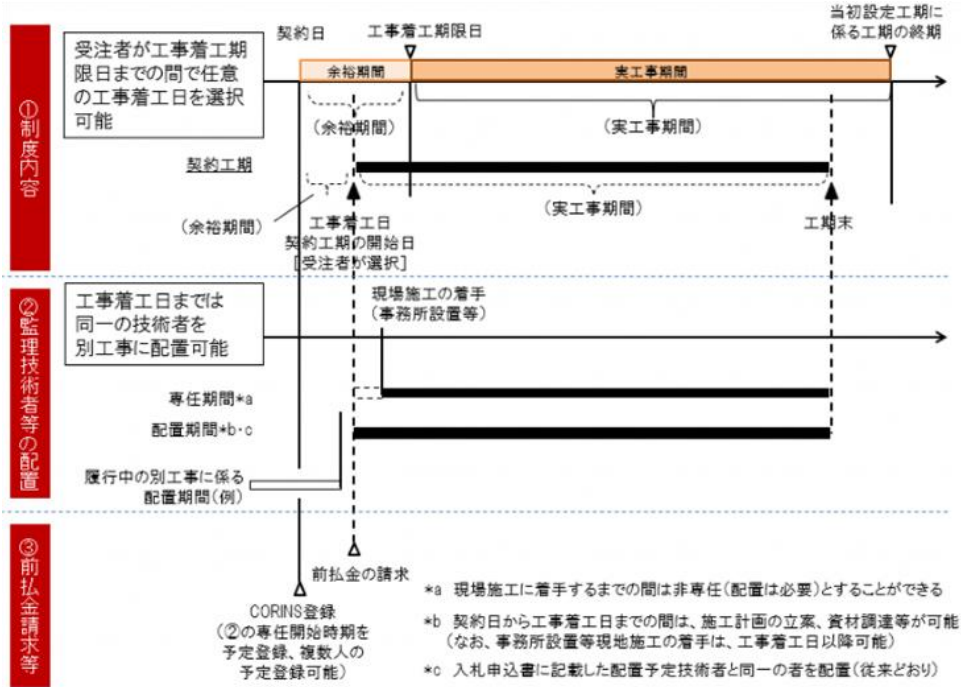 契約日
工事着工期限日
当初設定工期に
係る工期の終期
①制度内容
受注者が工事着工期
限日までの間で任意
の工事着工日を選択
可能
余裕期間
実工事期間
(余裕期間)
(実工事期間)
契約工期
(余裕期間)
(実工事期間)
工事着工日
契約工期の開始日
[受注者が選択]
工期末
②監理技術者等の配置
工事着工日までは
同一の技術者を
別工事に配置可能
現場施工の着手
(事務所設置等)
専任期間*a
配置期間*b・c
履行中の別工事に係る
配置期間(例)
③前払金請求等
前払金の請求
CORINS登録
(②の専任開始時期を
予定登録、複数人の
予定登録可能)
*a 現場施工に着手するまでの間は非専任(配置は必要)とすることができる
*b 契約日から工事着工日までの間は、施工計画の立案、資材調達等が可能
(なお、事務所設置等現地施工の着手は、工事着工日以降可能)
*c 入札申込書に記載した配置予定技術者と同一の者を配置(従来どおり)